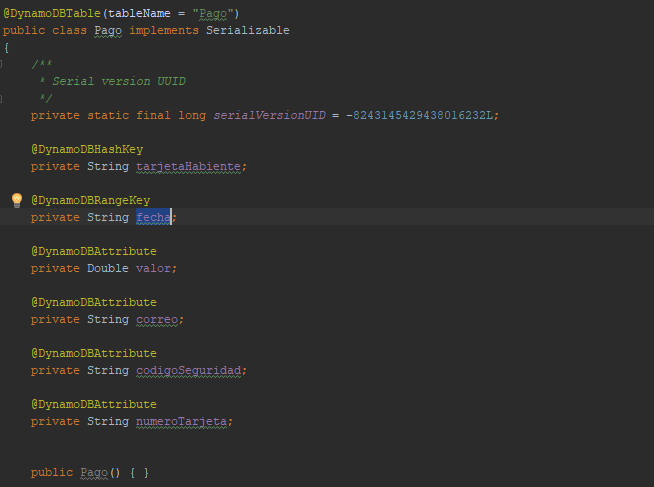 @DynamoDBTable(tableName = "Pago")
public class Pago implements Serializable
{
/**
* Serial version UUID
*/
private static final long serialVersionUID = -8243145429438016232L;
@DynamoDBHashKey
private String tarjetaHabiente;
@DynamoDBRangeKey
private String fecha;
@DynamoDBAttribute
private Double valor;
@DynamoDBAttribute
private String correo;
@DynamoDBAttribute
private String codigoSeguridad;
@DynamoDBAttribute
private String numeroTarjeta;
public Pago() { }